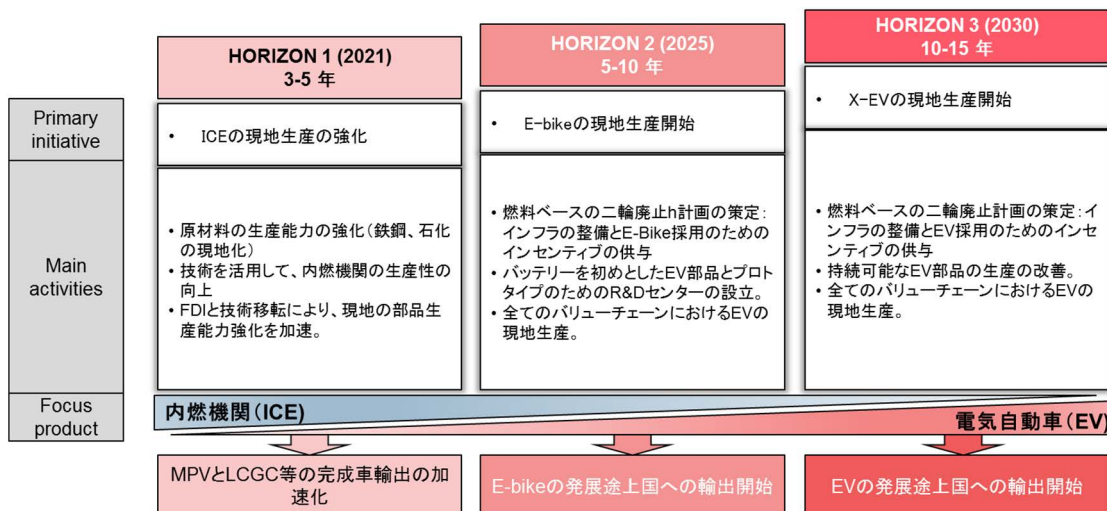 HORIZON 1 (2021)
3-5 年
HORIZON 2 (2025)
5-10 年
HORIZON 3 (2030)
10-15 年
Primary
initiative
• ICEの現地生産の強化
• E-bikeの現地生産開始
• X-EVの現地生産開始
Main
activities
• 原材料の生産能力の強化(鉄鋼、石化
の現地化)
• 技術を活用して、内燃機関の生産性の
向上
• FDIと技術移転により、現地の部品生
産能力強化を加速。
• 燃料ベースの二輪廃止h計画の策定:
インフラの整備とE-Bike採用のための
インセンティブの供与
• バッテリーを初めとしたEV部品とプロト
タイプのためのR&Dセンターの設立。
• 全てのバリューチェーンにおけるEVの
現地生産。
• 燃料ベースの二輪廃止計画の策定:イ
ンフラの整備とEV採用のためのインセ
ンティブの供与
• 持続可能なEV部品の生産の改善。
• 全てのバリューチェーンにおけるEVの
現地生産。
Focus
product
内燃機関(ICE)
電気自動車(EV)
MPVとLCGC等の完成車輸出の加
速化
E-bikeの発展途上国への輸出開始
EVの発展途上国への輸出開始